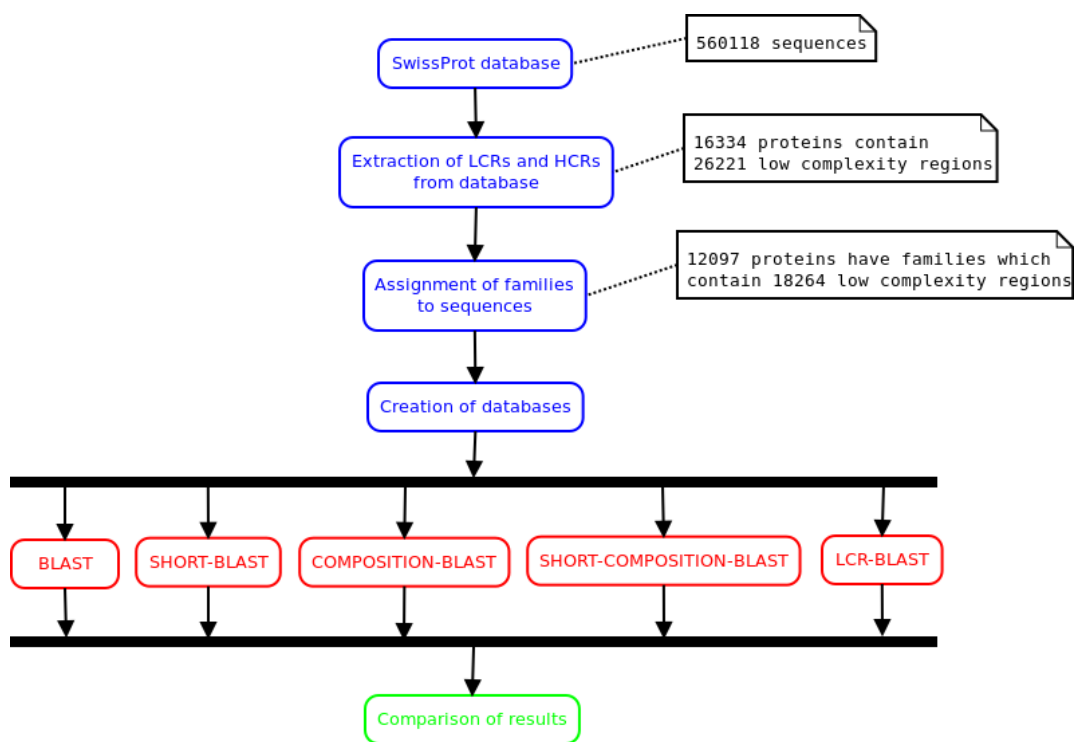 SwissProt database
560118 sequences
Extraction of LCRs and HCRs
from database
16334 proteins contain
26221 low complexity regions
Assignment of families
to sequences
12097 proteins have families which
contain 18264 low complexity regions
Creation of databases
BLAST
SHORT-BLAST
COMPOSITION-BLAST
SHORT-COMPOSITION-BLAST
LCR-BLAST
Comparison of results